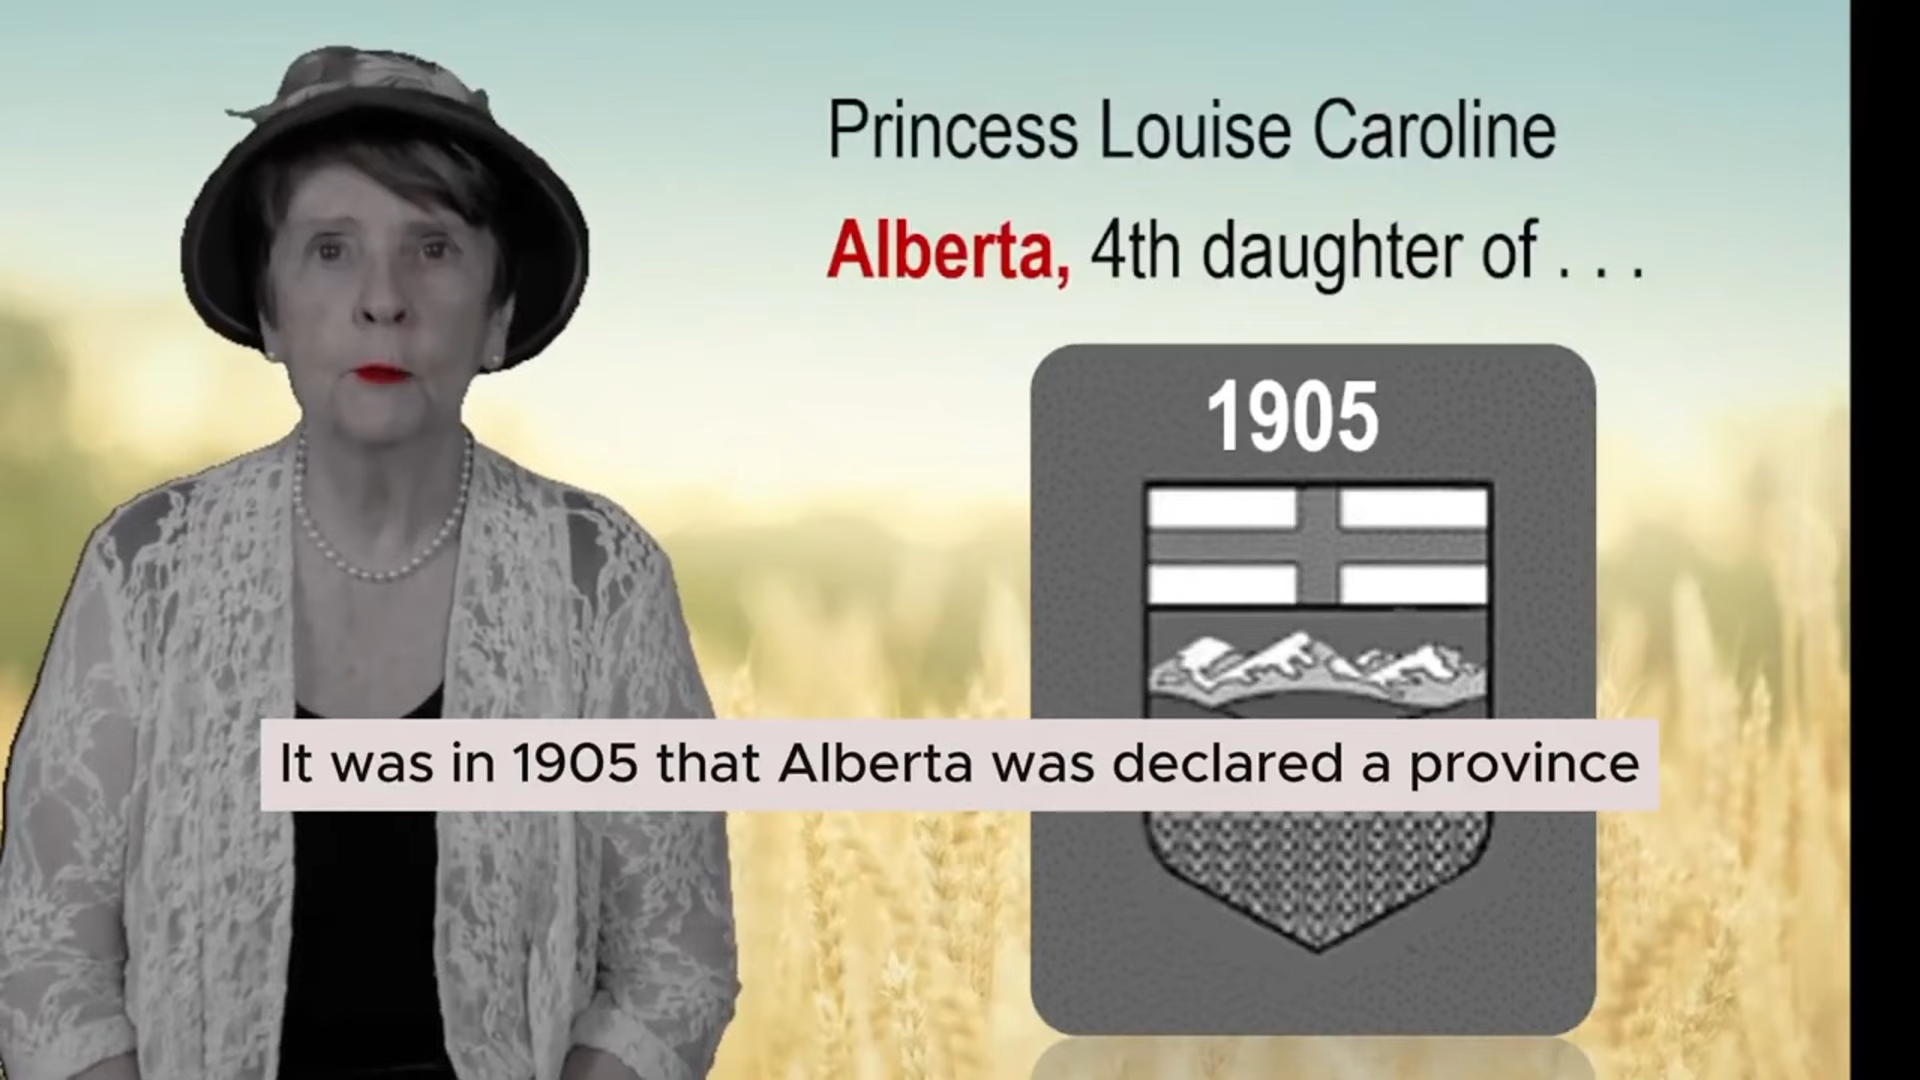 Princess Louise Caroline
Alberta, 4th daughter of . . .
1905
It was in 1905 that Alberta was declared a province